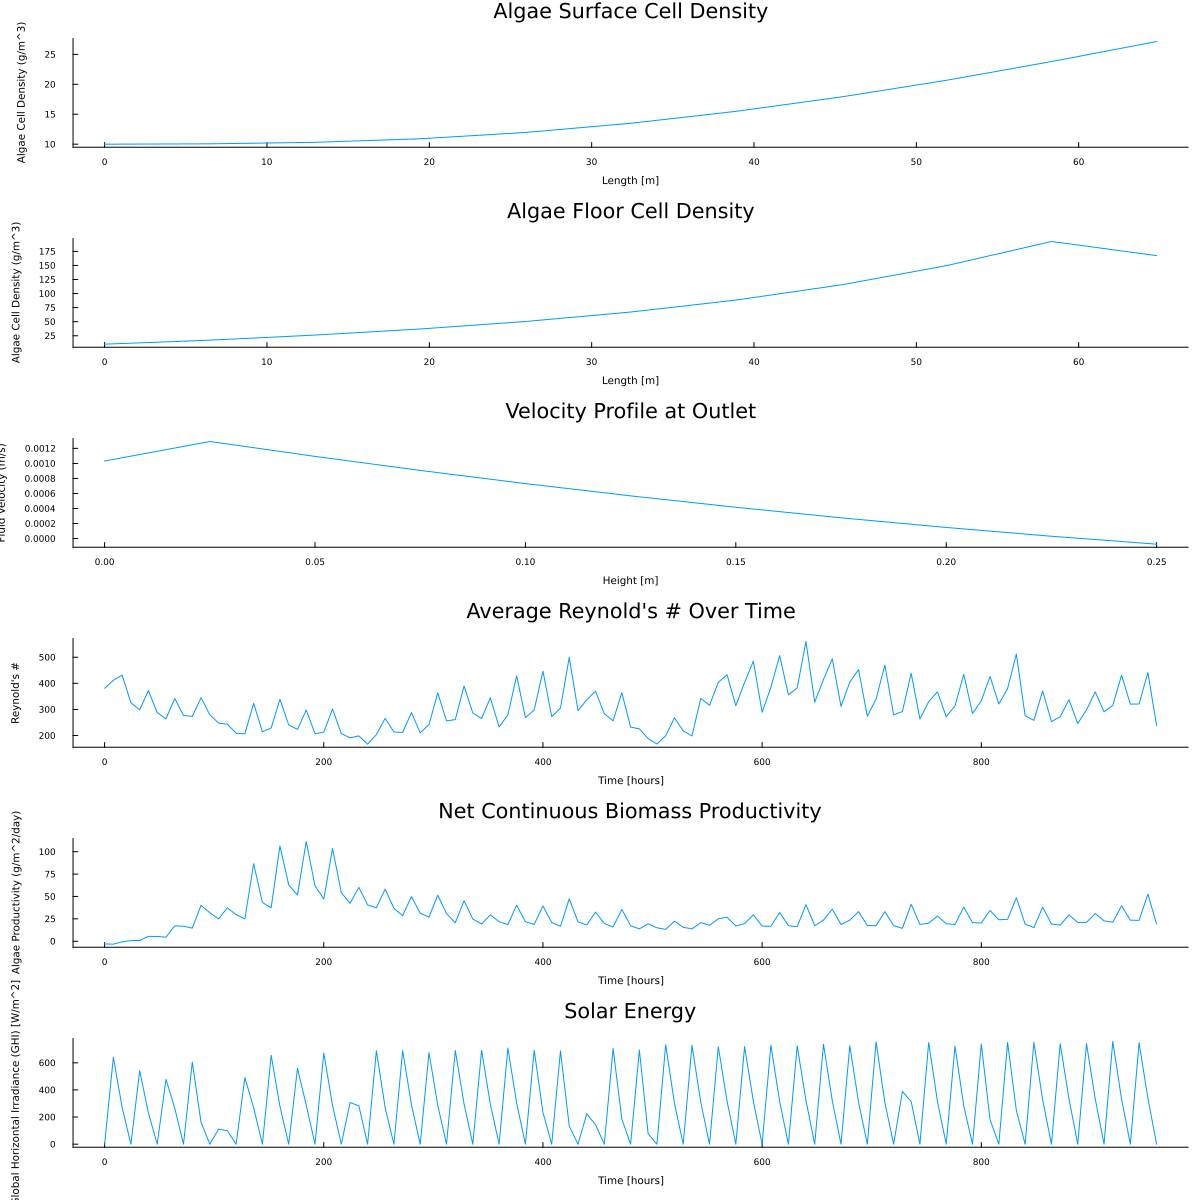 Algae Surface Cell Density
Algae Cell Density (g/m^3)
25
20
15
10
0 10 20 30 40 50 60
Length [m]
Algae Floor Cell Density
Algae Cell Density (g/m^3)
175
150
125
100
75
50
25
0 10 20 30 40 50 60
Length [m]
Velocity Profile at Outlet
Velocity (m/s)
0.0012
0.0010
0.0008
0.0006
0.0004
0.0002
0.0000
0.00 0.05 0.10 0.15 0.20 0.25
Height [m]
Average Reynold's # Over Time
Reynold's #
500
400
300
200
0 200 400 600 800
Time [hours]
Net Continuous Biomass Productivity
Algae Productivity (g/m^2/day)
100
75
50
25
0
0 200 400 600 800
Time [hours]
Solar Energy
Horizontal Irradiance (GHI) [W/m^2]
600
400
200
0
0 200 400 600 800
Time [hours]